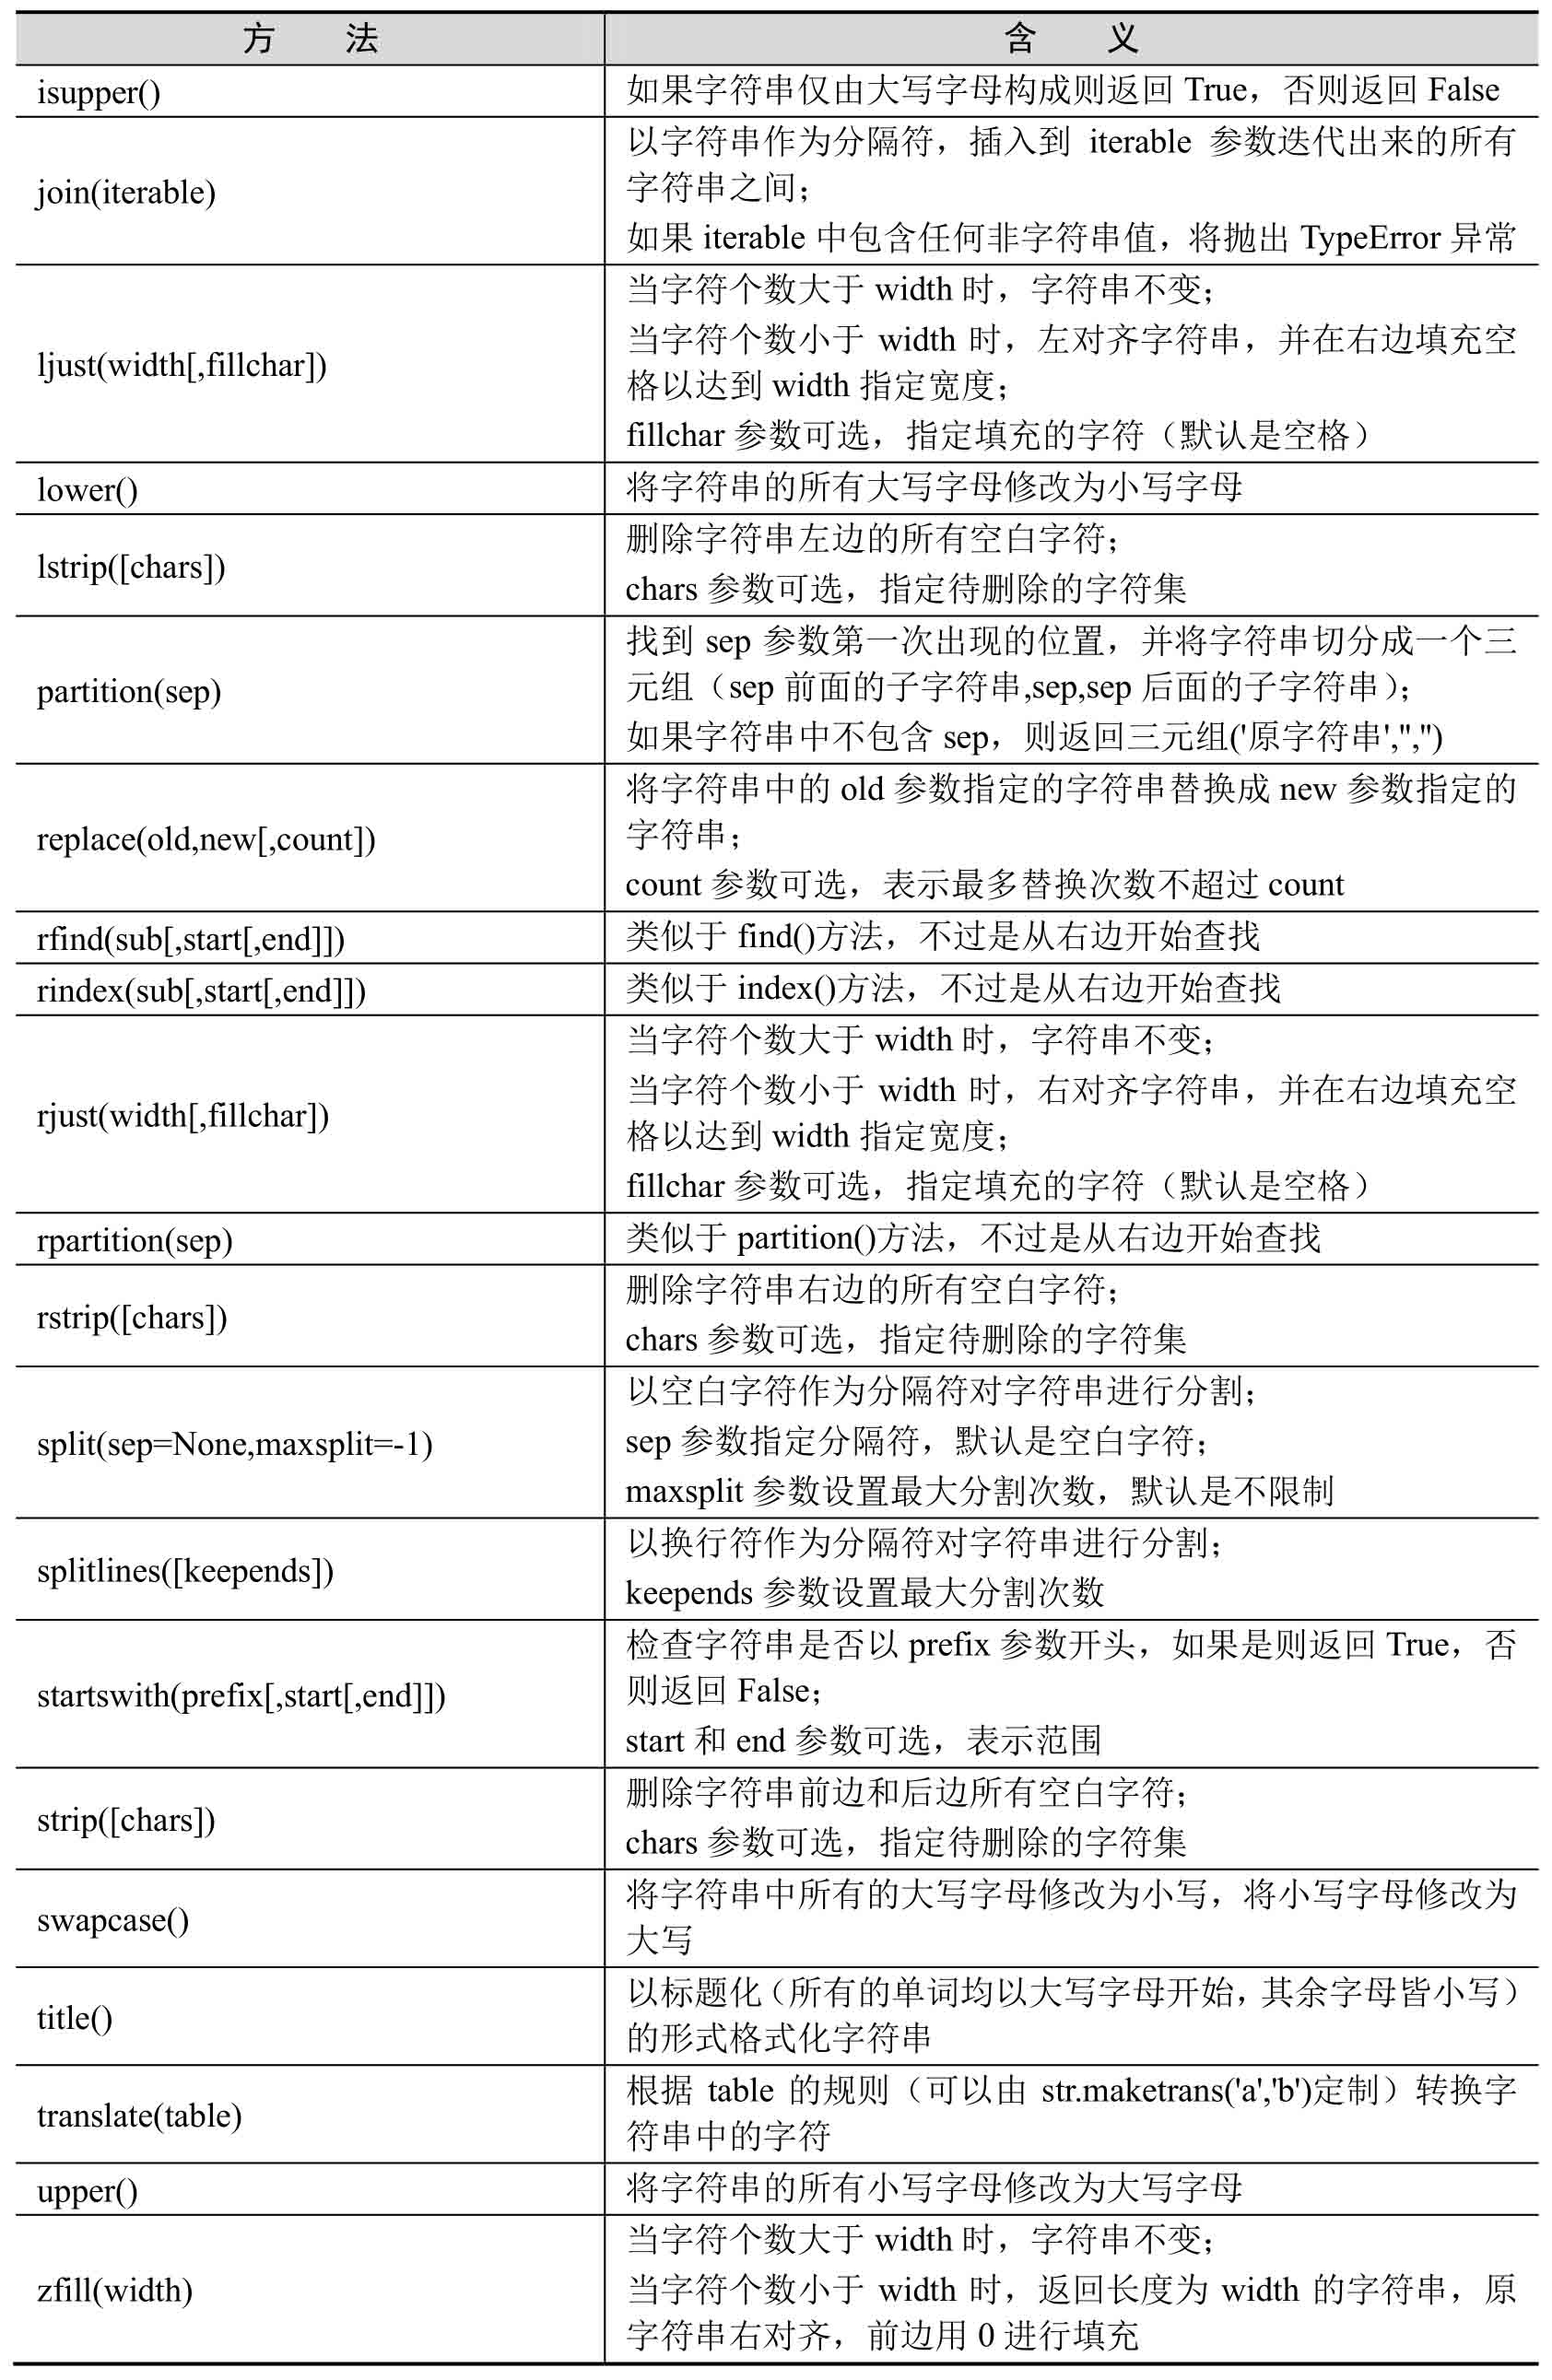 方 法 含 义
isupper() 如果字符串仅由大写字母构成则返回 True，否则返回 False
join(iterable) 以字符串作为分隔符，插入到 iterable 参数迭代出来的所有
字符串之间；
如果 iterable 中包含任何非字符串值，将抛出 TypeError 异常
ljust(width[,fillchar]) 当字符个数大于 width 时，字符串不变；
当字符个数小于 width 时，左对齐字符串，并在右边填充空
格以达到 width 指定宽度；
fillchar 参数可选，指定填充的字符（默认是空格）
lower() 将字符串的所有大写字母修改为小写字母
lstrip([chars]) 删除字符串左边的所有空白字符；
chars 参数可选，指定待删除的字符集
partition(sep) 找到 sep 参数第一次出现的位置，并将字符串切分成一个三
元组（sep 前面的子字符串,sep,sep 后面的子字符串）；
如果字符串中不包含 sep，则返回三元组('原字符串','','')
replace(old,new[,count]) 将字符串中的 old 参数指定的字符串替换成 new 参数指定的
字符串；
count 参数可选，表示最多替换次数不超过 count
rfind(sub[,start[,end]]) 类似于 find()方法，不过是从右边开始查找
rindex(sub[,start[,end]]) 类似于 index()方法，不过是从右边开始查找
rjust(width[,fillchar]) 当字符个数大于 width 时，字符串不变；
当字符个数小于 width 时，右对齐字符串，并在右边填充空
格以达到 width 指定宽度；
fillchar 参数可选，指定填充的字符（默认是空格）
rpartition(sep) 类似于 partition()方法，不过是从右边开始查找
rstrip([chars]) 删除字符串右边的所有空白字符；
chars 参数可选，指定待删除的字符集
split(sep=None,maxsplit=-1) 以空白字符作为分隔符对字符串进行分割；
sep 参数指定分隔符，默认是空白字符；
maxsplit 参数设置最大分割次数，默认是不限制
splitlines([keepends]) 以换行符作为分隔符对字符串进行分割；
keepends 参数设置最大分割次数
startswith(prefix[,start[,end]]) 检查字符串是否以 prefix 参数开头，如果是则返回 True，否
则返回 False；
start 和 end 参数可选，表示范围
strip([chars]) 删除字符串前边和后边所有空白字符；
chars 参数可选，指定待删除的字符集
swapcase() 将字符串中所有的大写字母修改为小写，将小写字母修改为
大写
title() 以标题化（所有的单词均以大写字母开始，其余字母皆小写）
的形式格式化字符串
translate(table) 根据 table 的规则（可以由 str.maketrans('a','b')定制）转换字
符串中的字符
upper() 将字符串的所有小写字母修改为大写字母
zfill(width) 当字符个数大于 width 时，字符串不变；
当字符个数小于 width 时，返回长度为 width 的字符串，原
字符串右对齐，前边用 0 进行填充